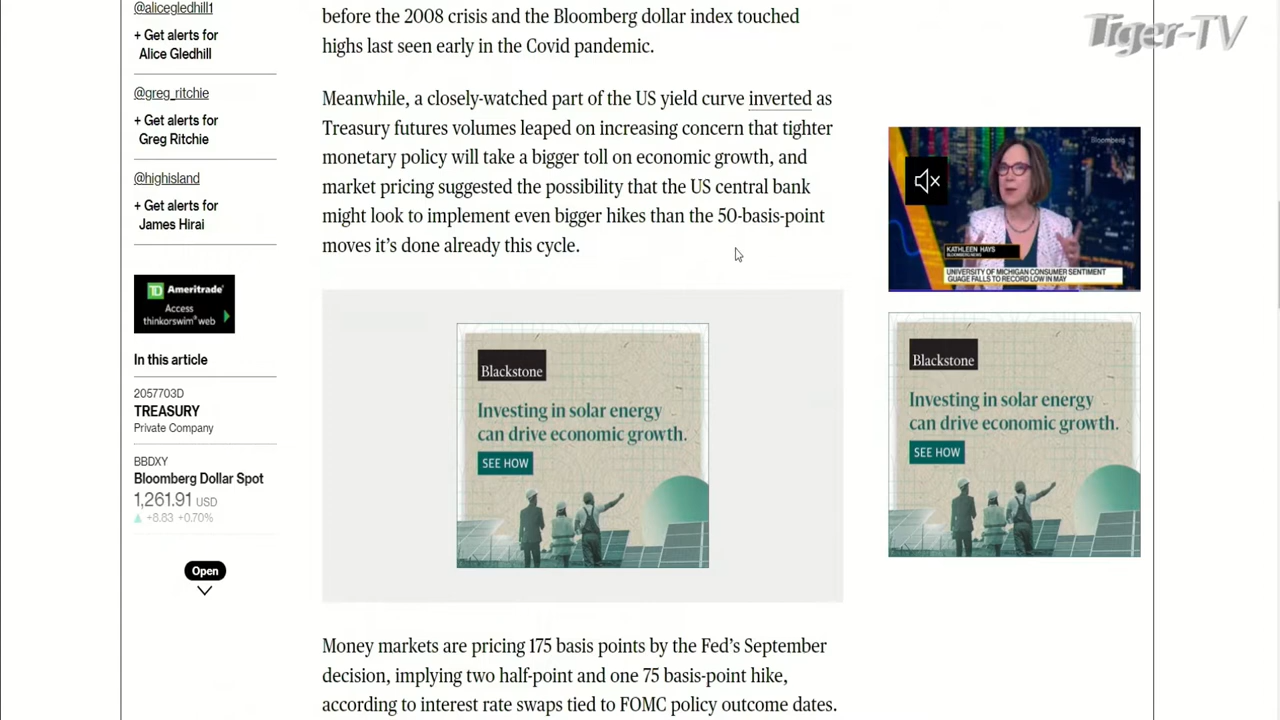 @alicegledhill1
+ Get alerts for
Alice Gledhill
@greg_ritchie
+ Get alerts for
Greg Ritchie
@highisland
+ Get alerts for
James Hirai
TD Ameritrade
Access
thinkorswim® web
In this article
2057703D
TREASURY
Private Company
BBDXY
Bloomberg Dollar Spot
1,261.91 USD
+8.83 +0.70%
Open
before the 2008 crisis and the Bloomberg dollar index touched
highs last seen early in the Covid pandemic.
Meanwhile, a closely-watched part of the US yield curve inverted as
Treasury futures volumes leaped on increasing concern that tighter
monetary policy will take a bigger toll on economic growth, and
market pricing suggested the possibility that the US central bank
might look to implement even bigger hikes than the 50-basis-point
moves it's done already this cycle.
Blackstone
Investing in solar energy
can drive economic growth.
SEE HOW
Money markets are pricing 175 basis points by the Fed's September
decision, implying two half-point and one 75 basis-point hike,
according to interest rate swaps tied to FOMC policy outcome dates.
Tiger-TV
Bloomberg
KATHLEEN HAYS
BLOOMBERG NEWS
UNIVERSITY OF MICHIGAN CONSUMER SENTIMENT
GUAGE FALLS TO RECORD LOW IN MAY
Blackstone
Investing in solar energy
can drive economic growth.
SEE HOW